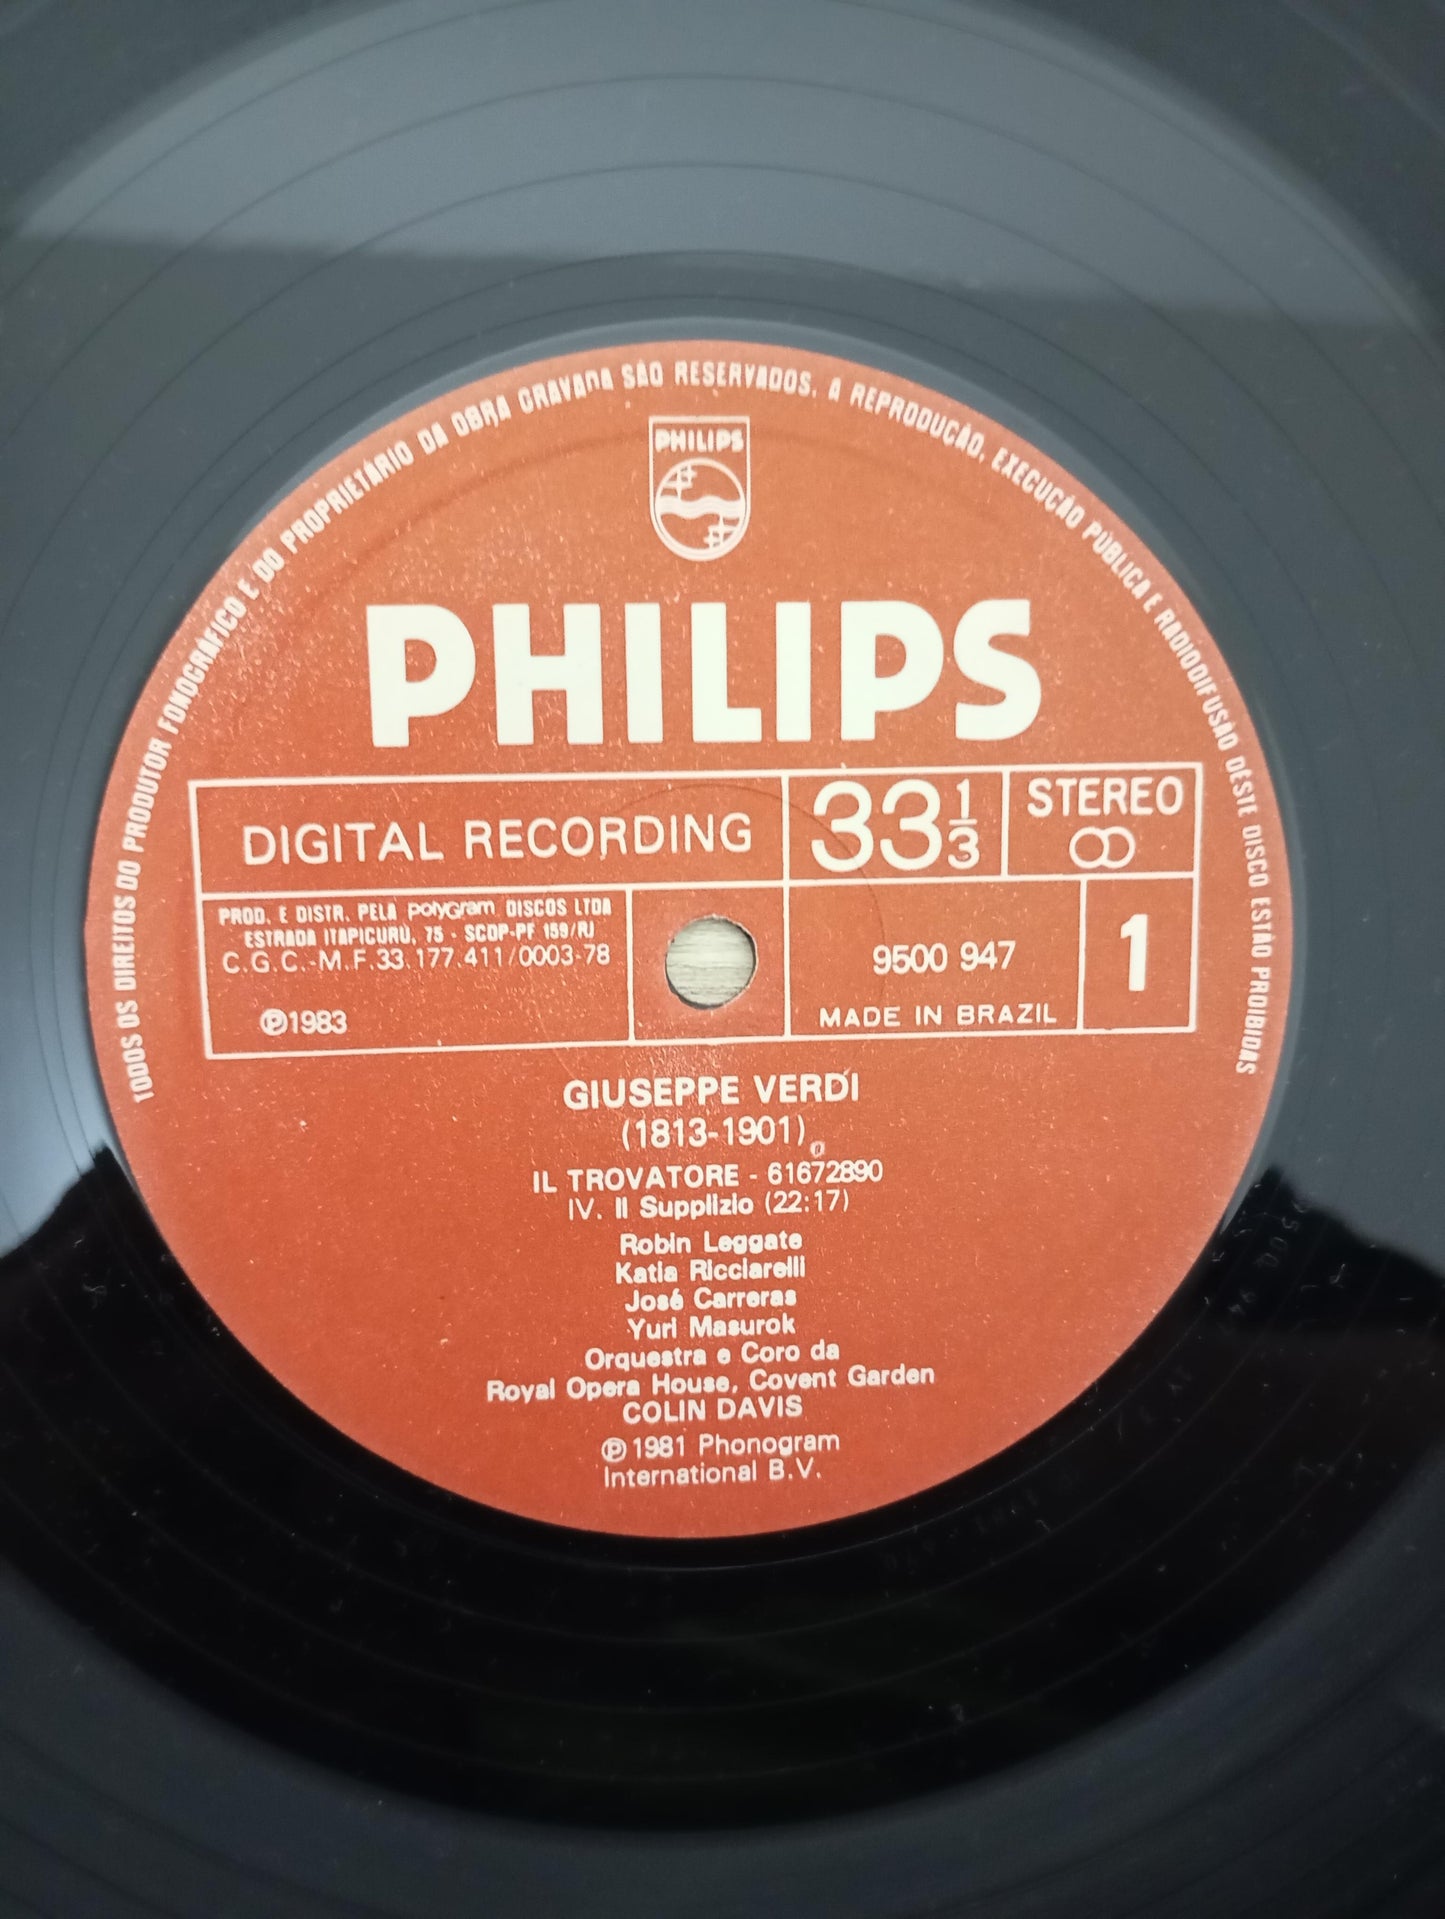 TODOS OS DIREITOS DO PRODUTOR FONOGRÁFICO E DO PROPRIETÁRIO DA OBRA GRAVADA SÃO RESERVADOS. A REPRODUÇÃO, EXECUÇÃO PÚBLICA E RADIODIFUSÃO DESTE DISCO ESTÃO PROIBIDAS
PHILIPS
PHILIPS
DIGITAL RECORDING
33 1/3
STEREO
PROD. E DISTR. PELA PolyGram DISCOS LTDA
ESTRADA ITAPICURU, 75 - SCDP-PF 159/RJ
C.G.C.-M.F.33.177.411/0003-78
℗1983
9500 947
MADE IN BRAZIL
1
GIUSEPPE VERDI
(1813-1901)
IL TROVATORE - 61672890
IV. Il Supplizio (22:17)
Robin Leggate
Katia Ricciarelli
José Carreras
Yuri Masurok
Orquestra e Coro da
Royal Opera House, Covent Garden
COLIN DAVIS
℗ 1981 Phonogram
International B.V.